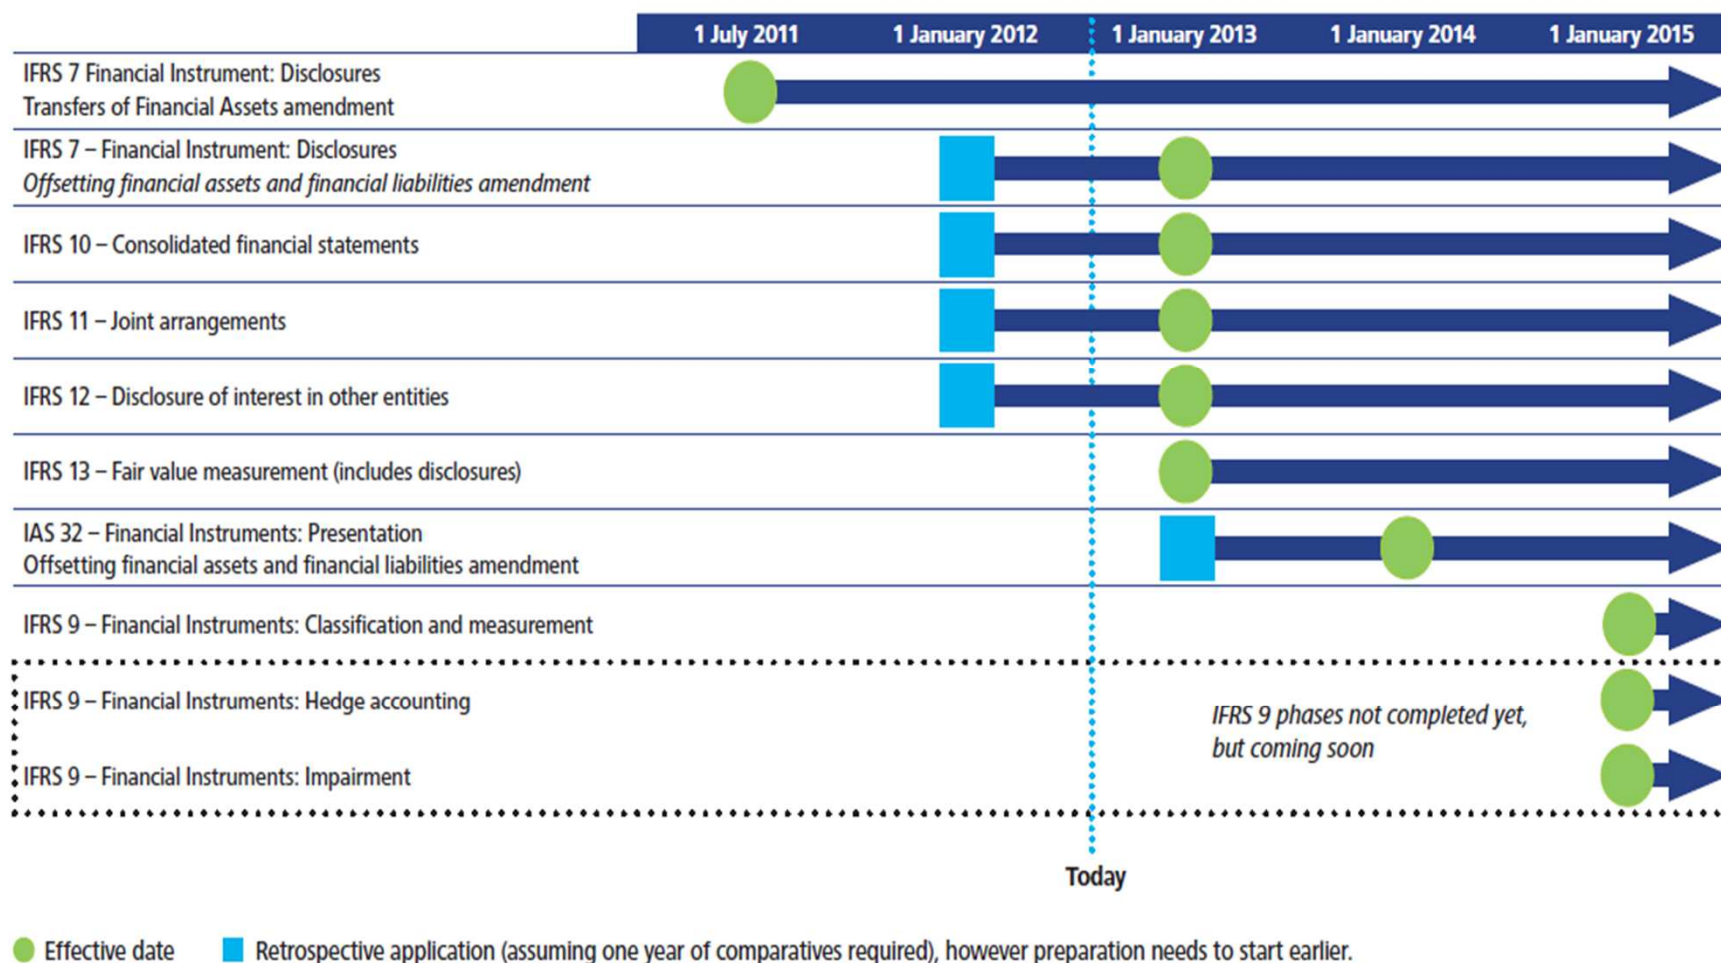 1 July 2011 1 January 2012 1 January 2013 1 January 2014 1 January 2015
IFRS 7 Financial Instrument: Disclosures
Transfers of Financial Assets amendment
IFRS 7 – Financial Instrument: Disclosures
Offsetting financial assets and financial liabilities amendment
IFRS 10 – Consolidated financial statements
IFRS 11 – Joint arrangements
IFRS 12 – Disclosure of interest in other entities
IFRS 13 – Fair value measurement (includes disclosures)
IAS 32 – Financial Instruments: Presentation
Offsetting financial assets and financial liabilities amendment
IFRS 9 – Financial Instruments: Classification and measurement
IFRS 9 – Financial Instruments: Hedge accounting
IFRS 9 phases not completed yet,
but coming soon
IFRS 9 – Financial Instruments: Impairment
Today
Effective date Retrospective application (assuming one year of comparatives required), however preparation needs to start earlier.